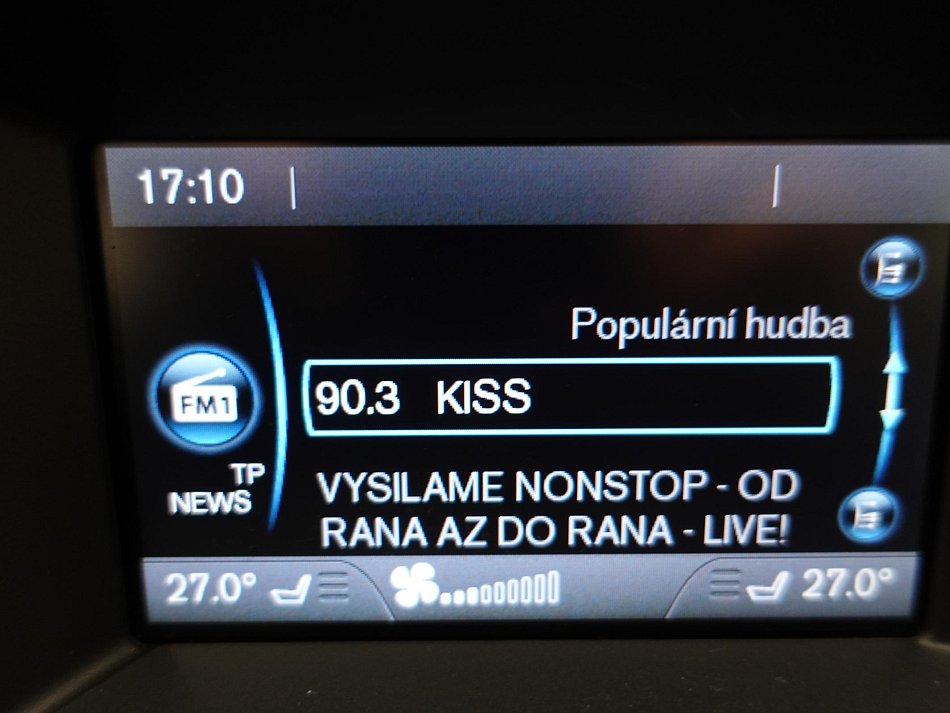 17:10
Populární hudba
90.3 KISS
FM1
TP
NEWS
VYSILAME NONSTOP - OD
RANA AZ DO RANA - LIVE!
27.0°
27.0°